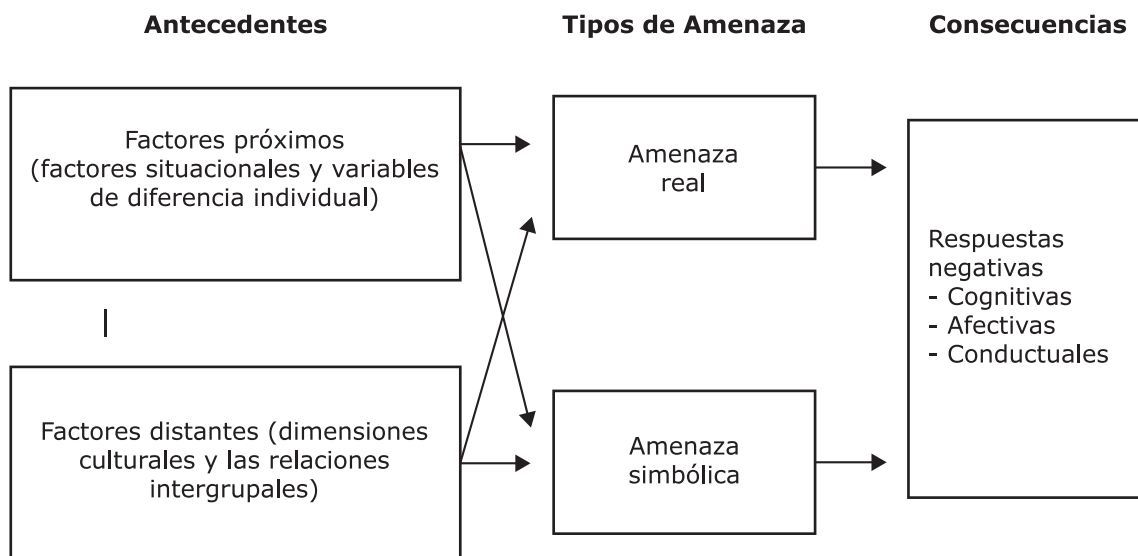 Antecedentes
Tipos de Amenaza
Consecuencias
Factores próximos
(factores situacionales y variables
de diferencia individual)
Factores distantes (dimensiones
culturales y las relaciones
intergrupales)
Amenaza
real
Amenaza
simbólica
Respuestas
negativas
- Cognitivas
- Afectivas
- Conductuales